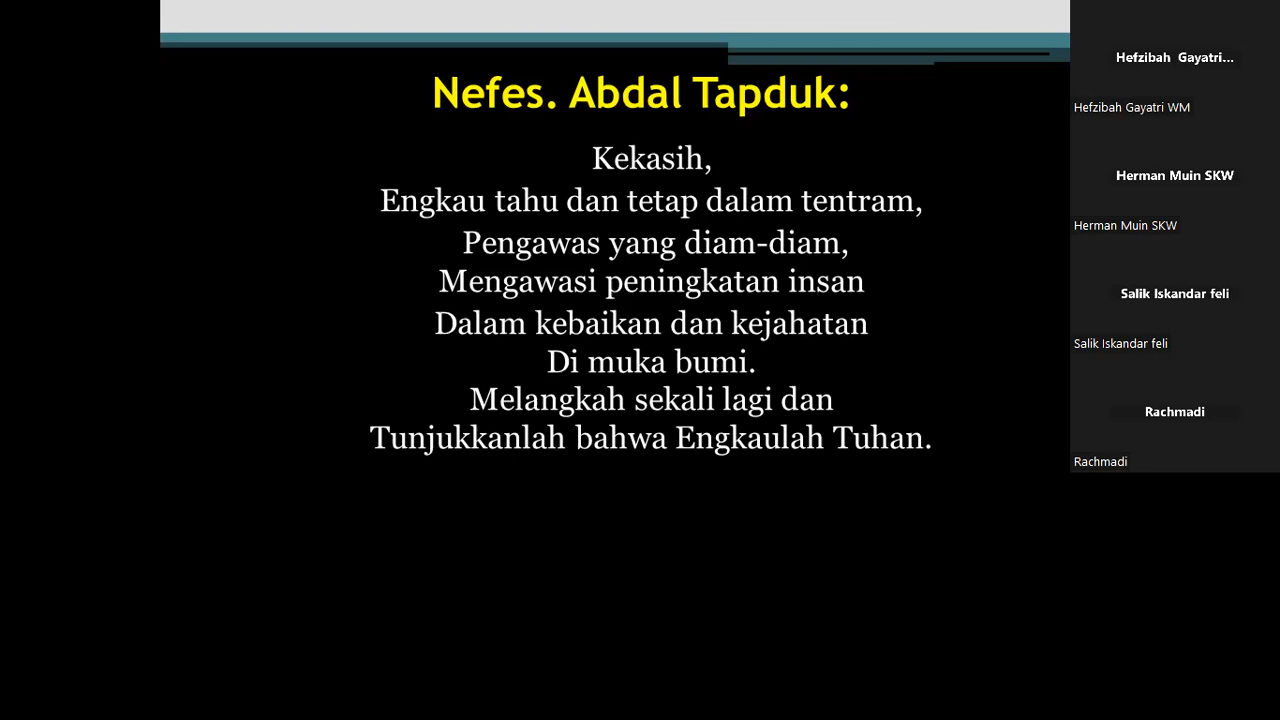 Nefes. Abdal Tapduk:
Kekasih,
Engkau tahu dan tetap dalam tentram,
Pengawas yang diam-diam,
Mengawasi peningkatan insan
Dalam kebaikan dan kejahatan
Di muka bumi.
Melangkah sekali lagi dan
Tunjukkanlah bahwa Engkaulah Tuhan.
Hefzibah Gayatri...
Hefzibah Gayatri WM
Herman Muin SKW
Herman Muin SKW
Salik Iskandar feli
Salik Iskandar feli
Rachmadi
Rachmadi